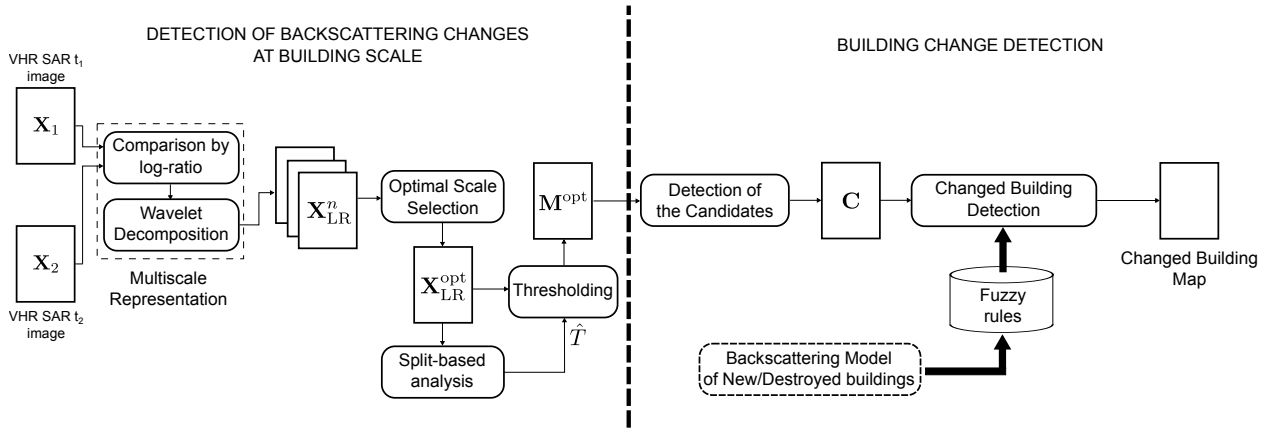 DETECTION OF BACKSCATTERING CHANGES
AT BUILDING SCALE
BUILDING CHANGE DETECTION
VHR SAR t₁
image
X₁
X₂
VHR SAR t₂
image
Comparison by
log-ratio
Wavelet
Decomposition
Multiscale
Representation
Xⁿ_LR
Optimal Scale
Selection
X^opt_LR
Split-based
analysis
T̂
Thresholding
M^opt
Detection of
the Candidates
C
Changed Building
Detection
Fuzzy
rules
Backscattering Model
of New/Destroyed buildings
Changed Building
Map